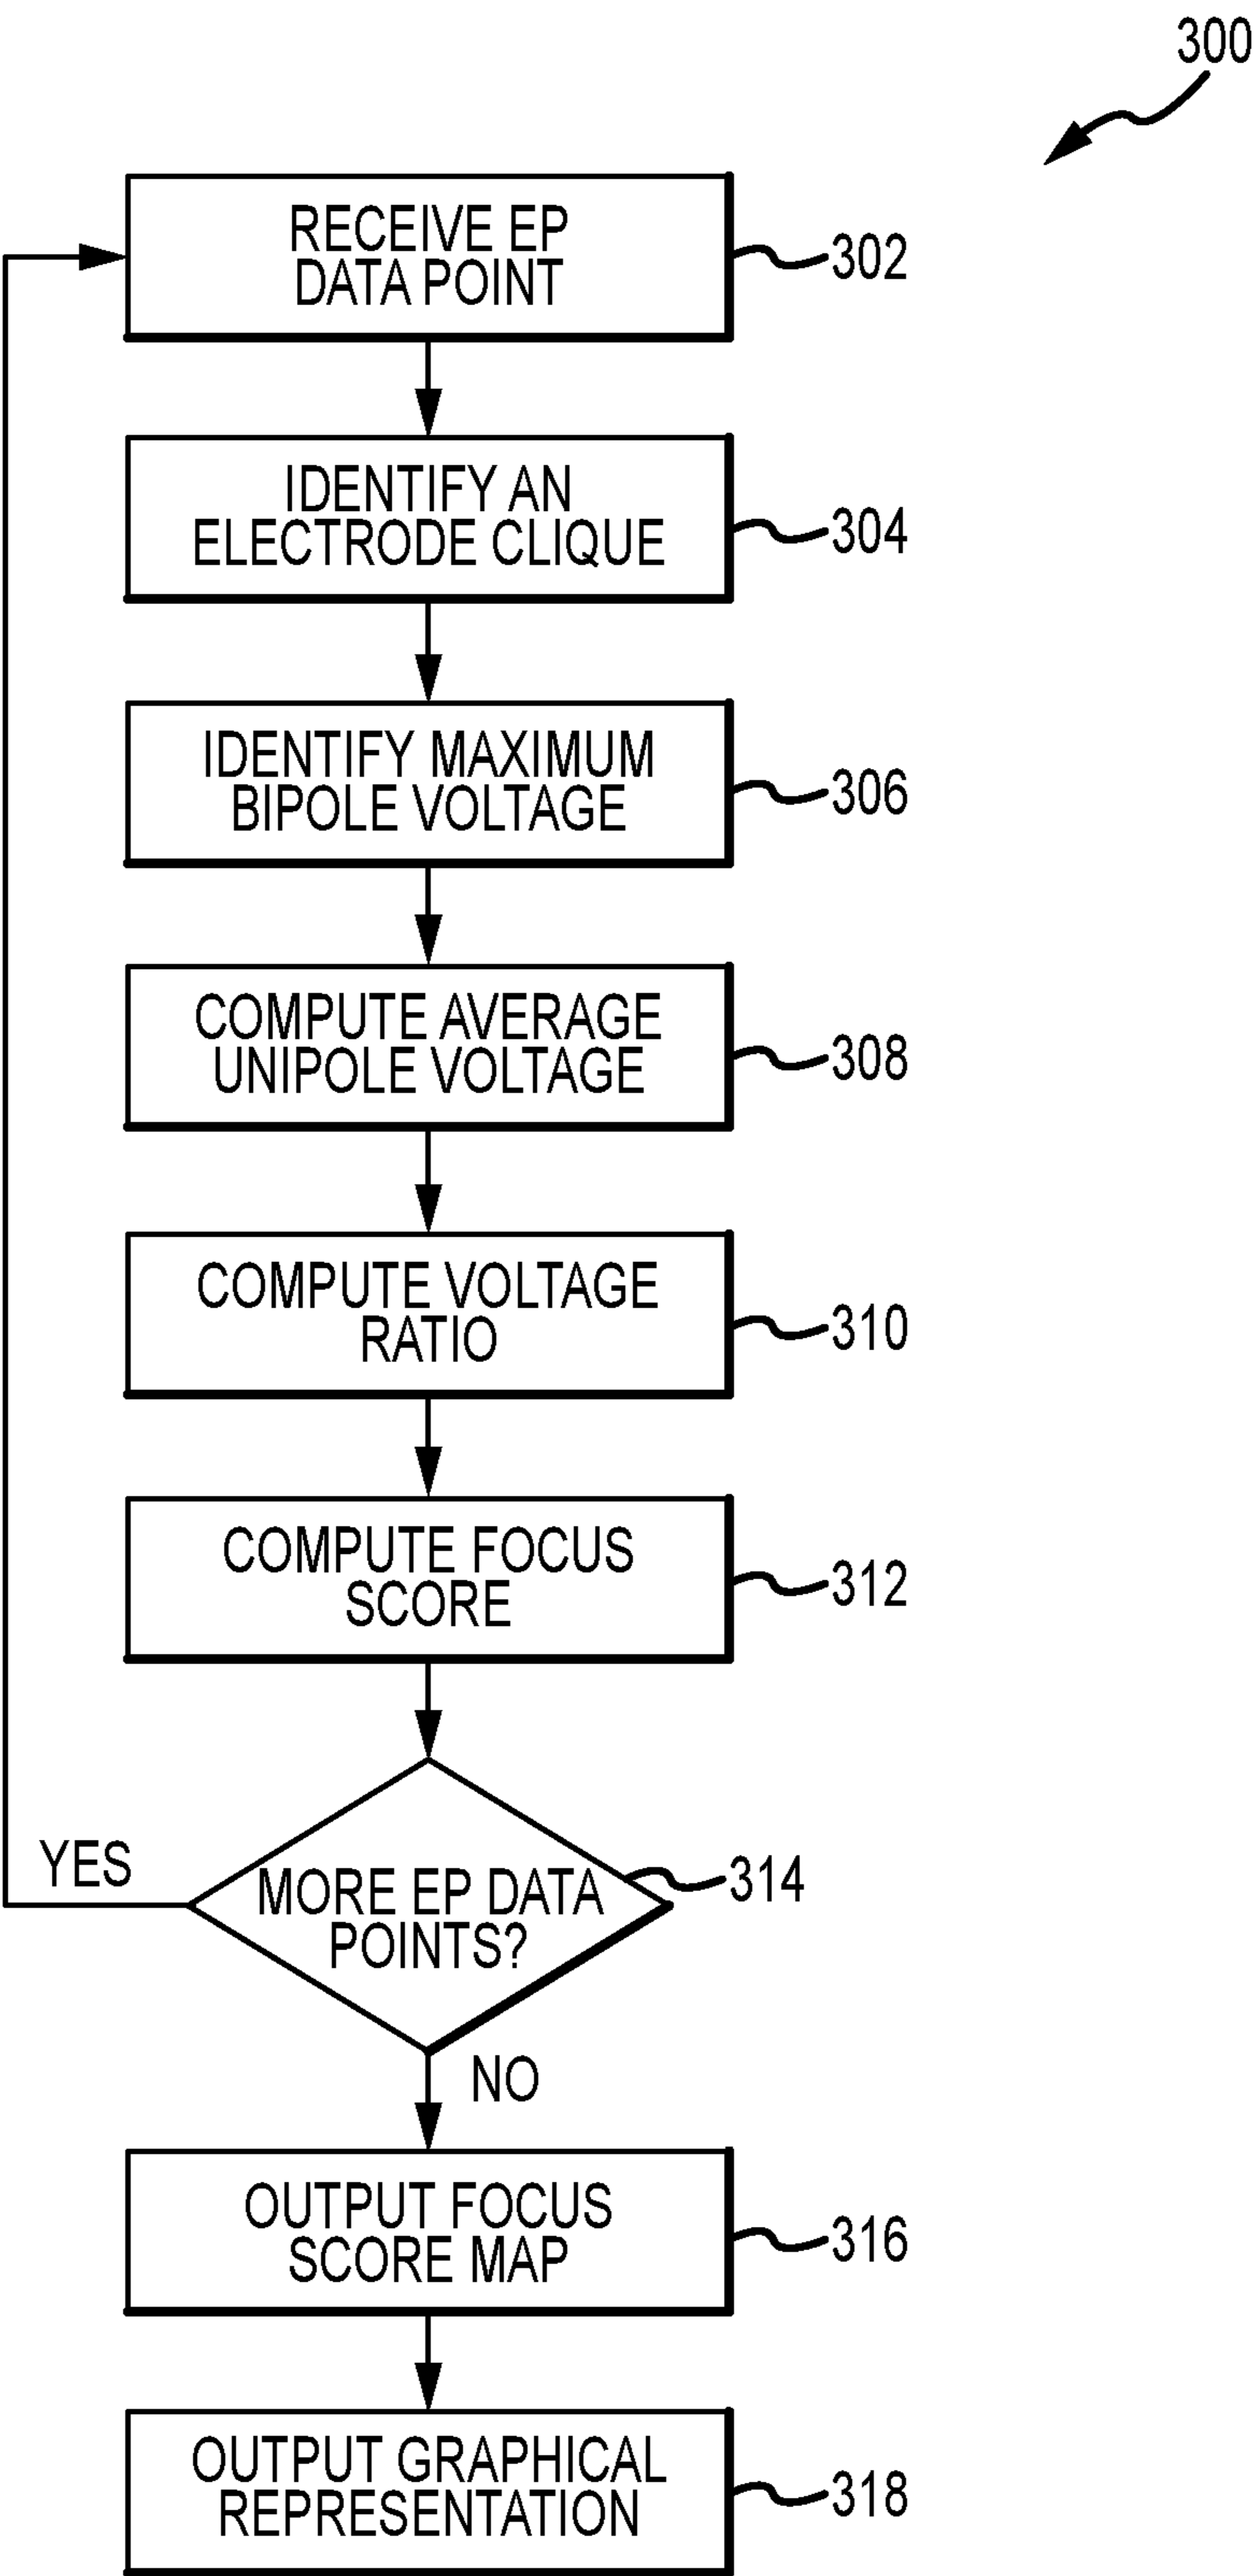 300
RECEIVE EP
DATA POINT
302
IDENTIFY AN
ELECTRODE CLIQUE
304
IDENTIFY MAXIMUM
BIPOLE VOLTAGE
306
COMPUTE AVERAGE
UNIPOLE VOLTAGE
308
COMPUTE VOLTAGE
RATIO
310
COMPUTE FOCUS
SCORE
312
YES
MORE EP DATA
POINTS?
314
NO
OUTPUT FOCUS
SCORE MAP
316
OUTPUT GRAPHICAL
REPRESENTATION
318